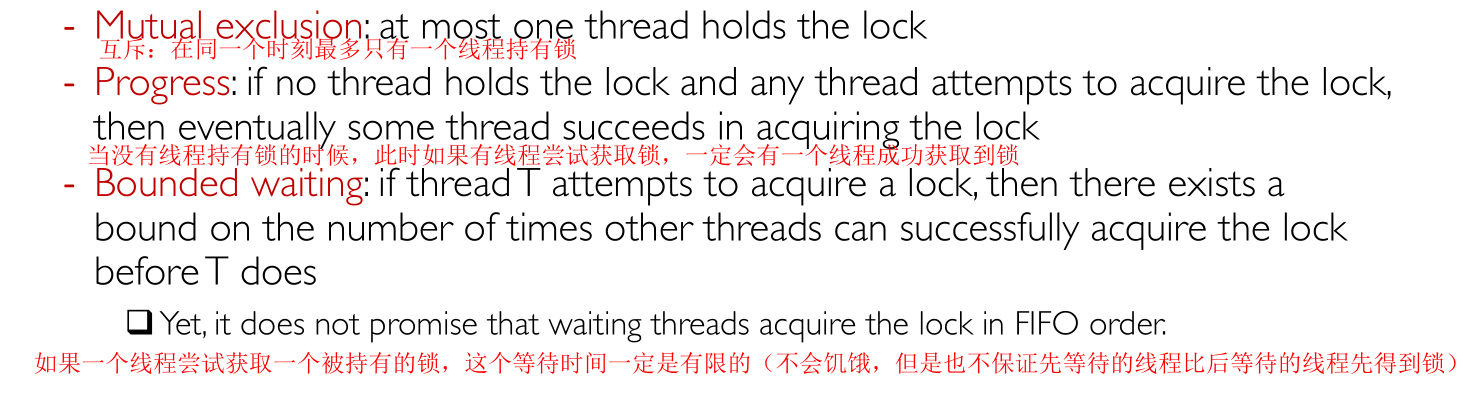 - Mutual exclusion: at most one thread holds the lock
互斥：在同一个时刻最多只有一个线程持有锁
- Progress: if no thread holds the lock and any thread attempts to acquire the lock,
then eventually some thread succeeds in acquiring the lock
当没有线程持有锁的时候，此时如果有线程尝试获取锁，一定会有一个线程成功获取到锁
- Bounded waiting: if thread T attempts to acquire a lock, then there exists a
bound on the number of times other threads can successfully acquire the lock
before T does
❑ Yet, it does not promise that waiting threads acquire the lock in FIFO order.
如果一个线程尝试获取一个被持有的锁，这个等待时间一定是有限的（不会饥饿，但是也不保证先等待的线程比后等待的线程先得到锁）